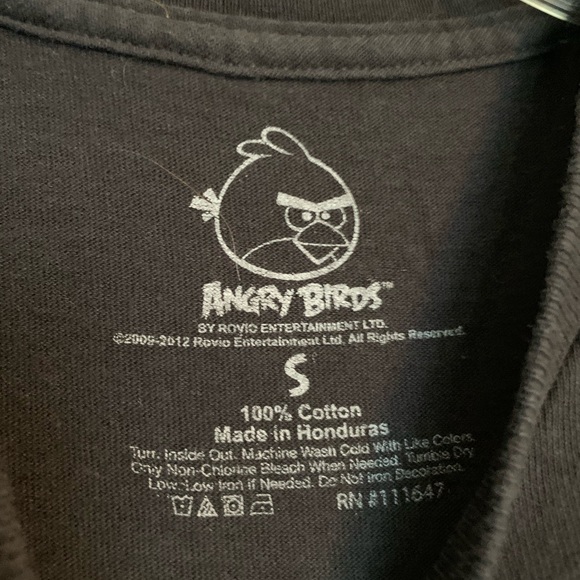 ANGRY BIRDS™
BY ROVIO ENTERTAINMENT LTD.
©2009-2012 Rovio Entertainment Ltd. All Rights Reserved.
S
100% Cotton
Made in Honduras
Turn Inside Out. Machine Wash Cold With Like Colors.
Only Non-Chlorine Bleach When Needed. Tumble Dry
Low. Low Iron if Needed. Do Not Iron Decoration.
RN #111647